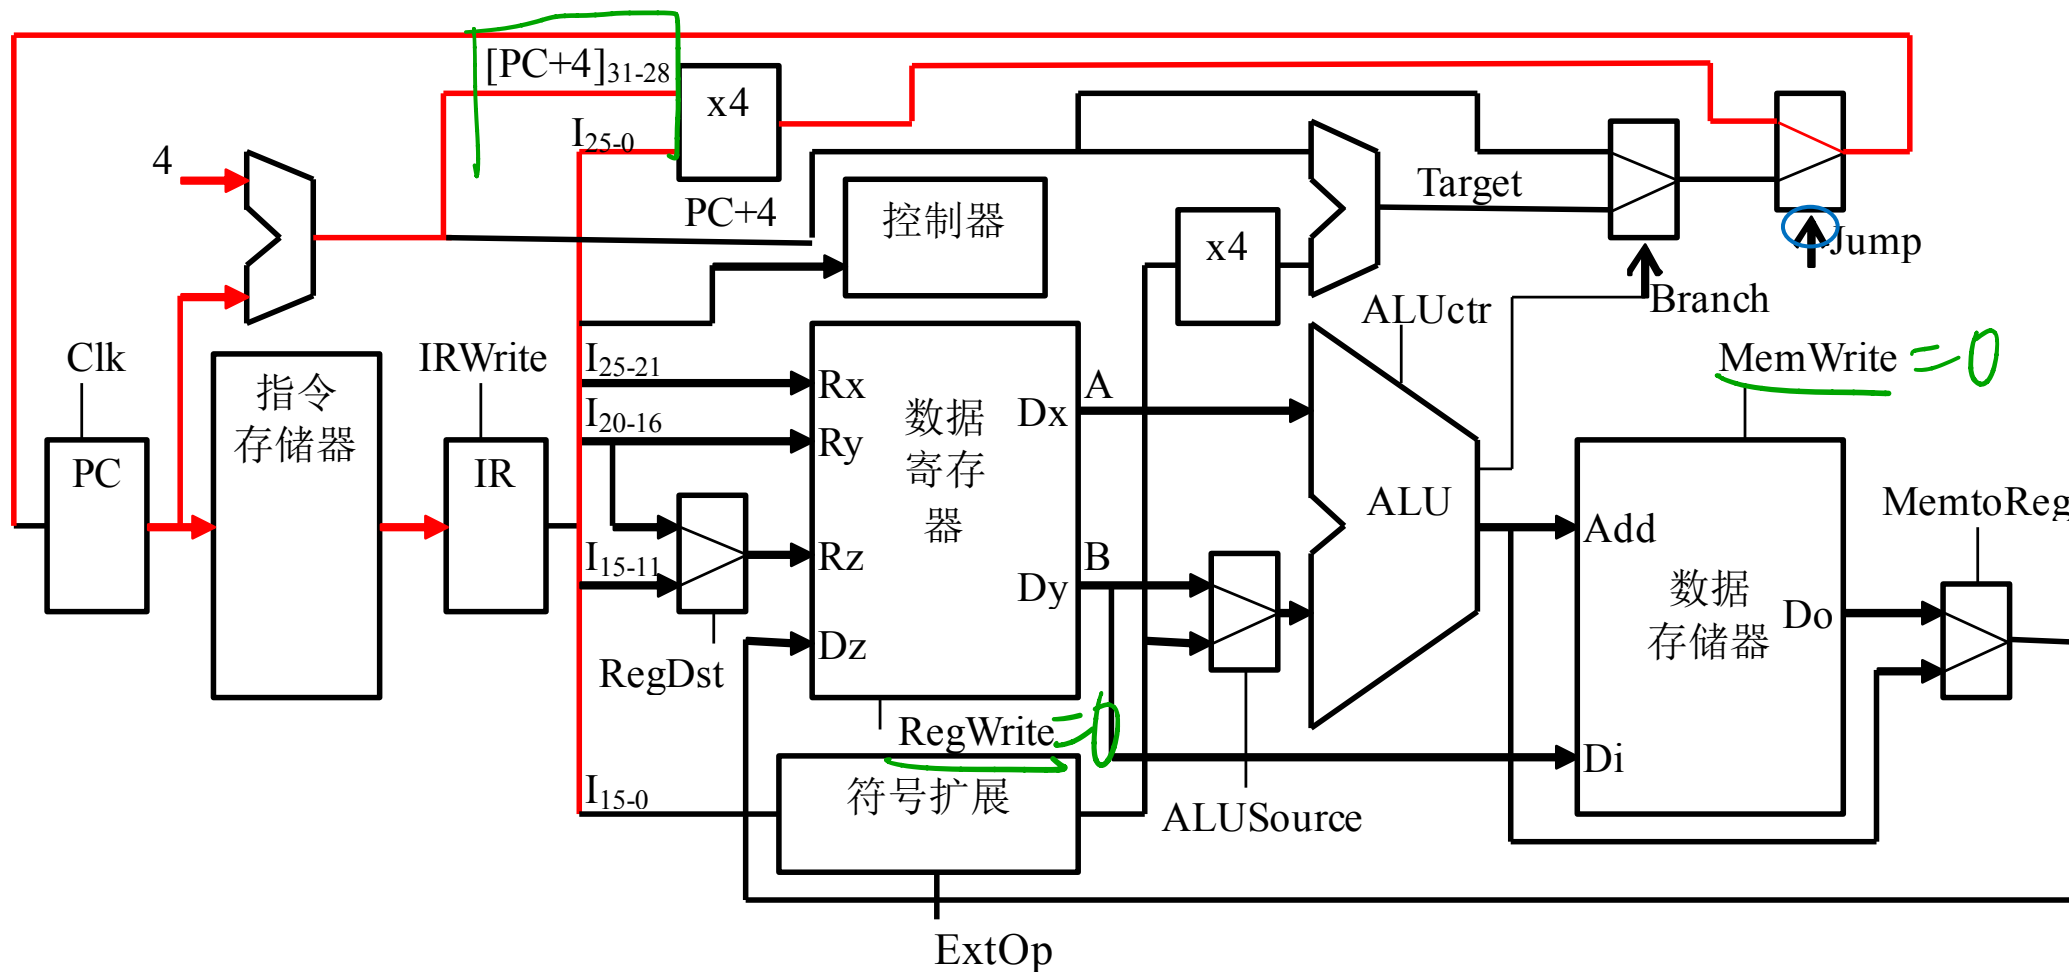 [PC+4]31-28
x4
I25-0
4
PC+4
控制器
Target
x4
Jump
Branch
ALUctr
Clk
指令
存储器
IRWrite
I25-21
Rx
数据
寄存
器
Dx
A
MemWrite =0
PC
IR
I20-16
Ry
ALU
MemtoReg
I15-11
Rz
B
Dy
Add
数据
存储器
Do
RegDst
Dz
RegWrite =0
Di
I15-0
符号扩展
ALUSource
ExtOp